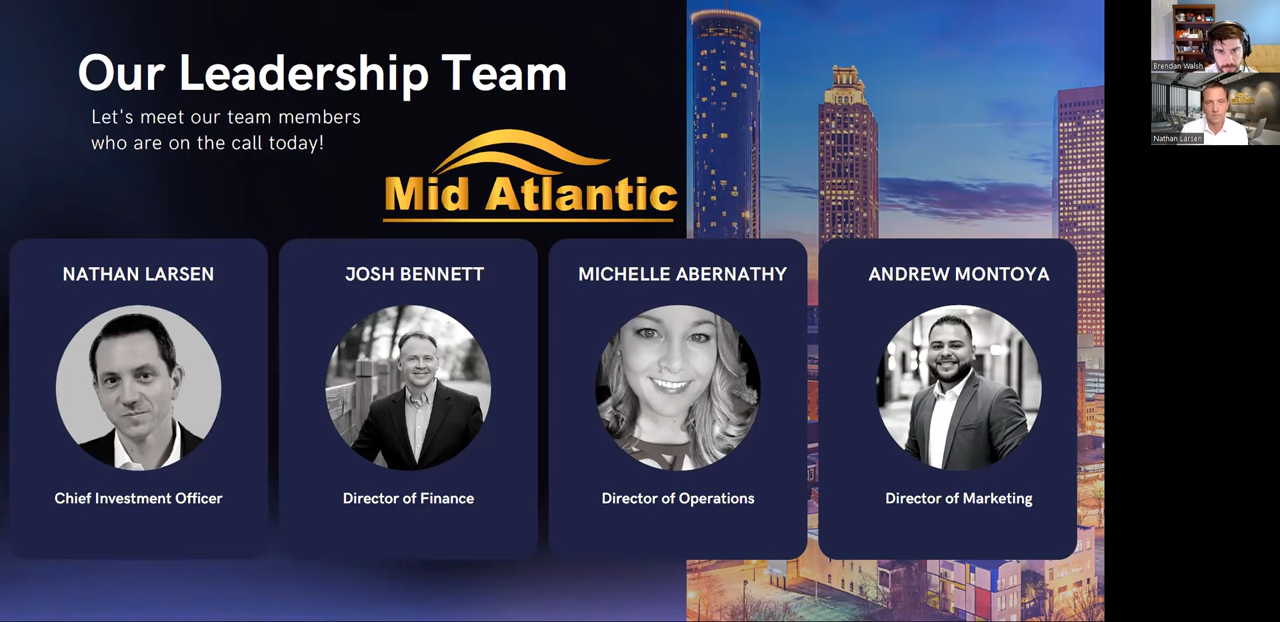 Our Leadership Team
Let's meet our team members
who are on the call today!
Mid Atlantic
NATHAN LARSEN
JOSH BENNETT
MICHELLE ABERNATHY
ANDREW MONTOYA
Chief Investment Officer
Director of Finance
Director of Operations
Director of Marketing
Brendan Walsh
Nathan Larsen